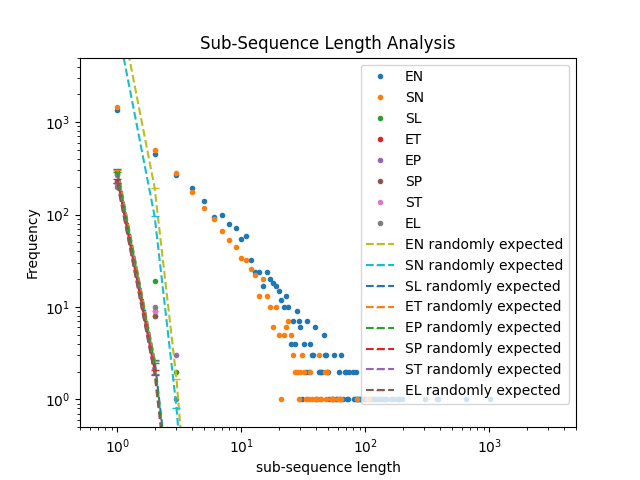 Sub-Sequence Length Analysis
Frequency
10³
10²
10¹
10⁰
EN
SN
SL
ET
EP
SP
ST
EL
EN randomly expected
SN randomly expected
SL randomly expected
ET randomly expected
EP randomly expected
SP randomly expected
ST randomly expected
EL randomly expected
10⁰ 10¹ 10² 10³
sub-sequence length